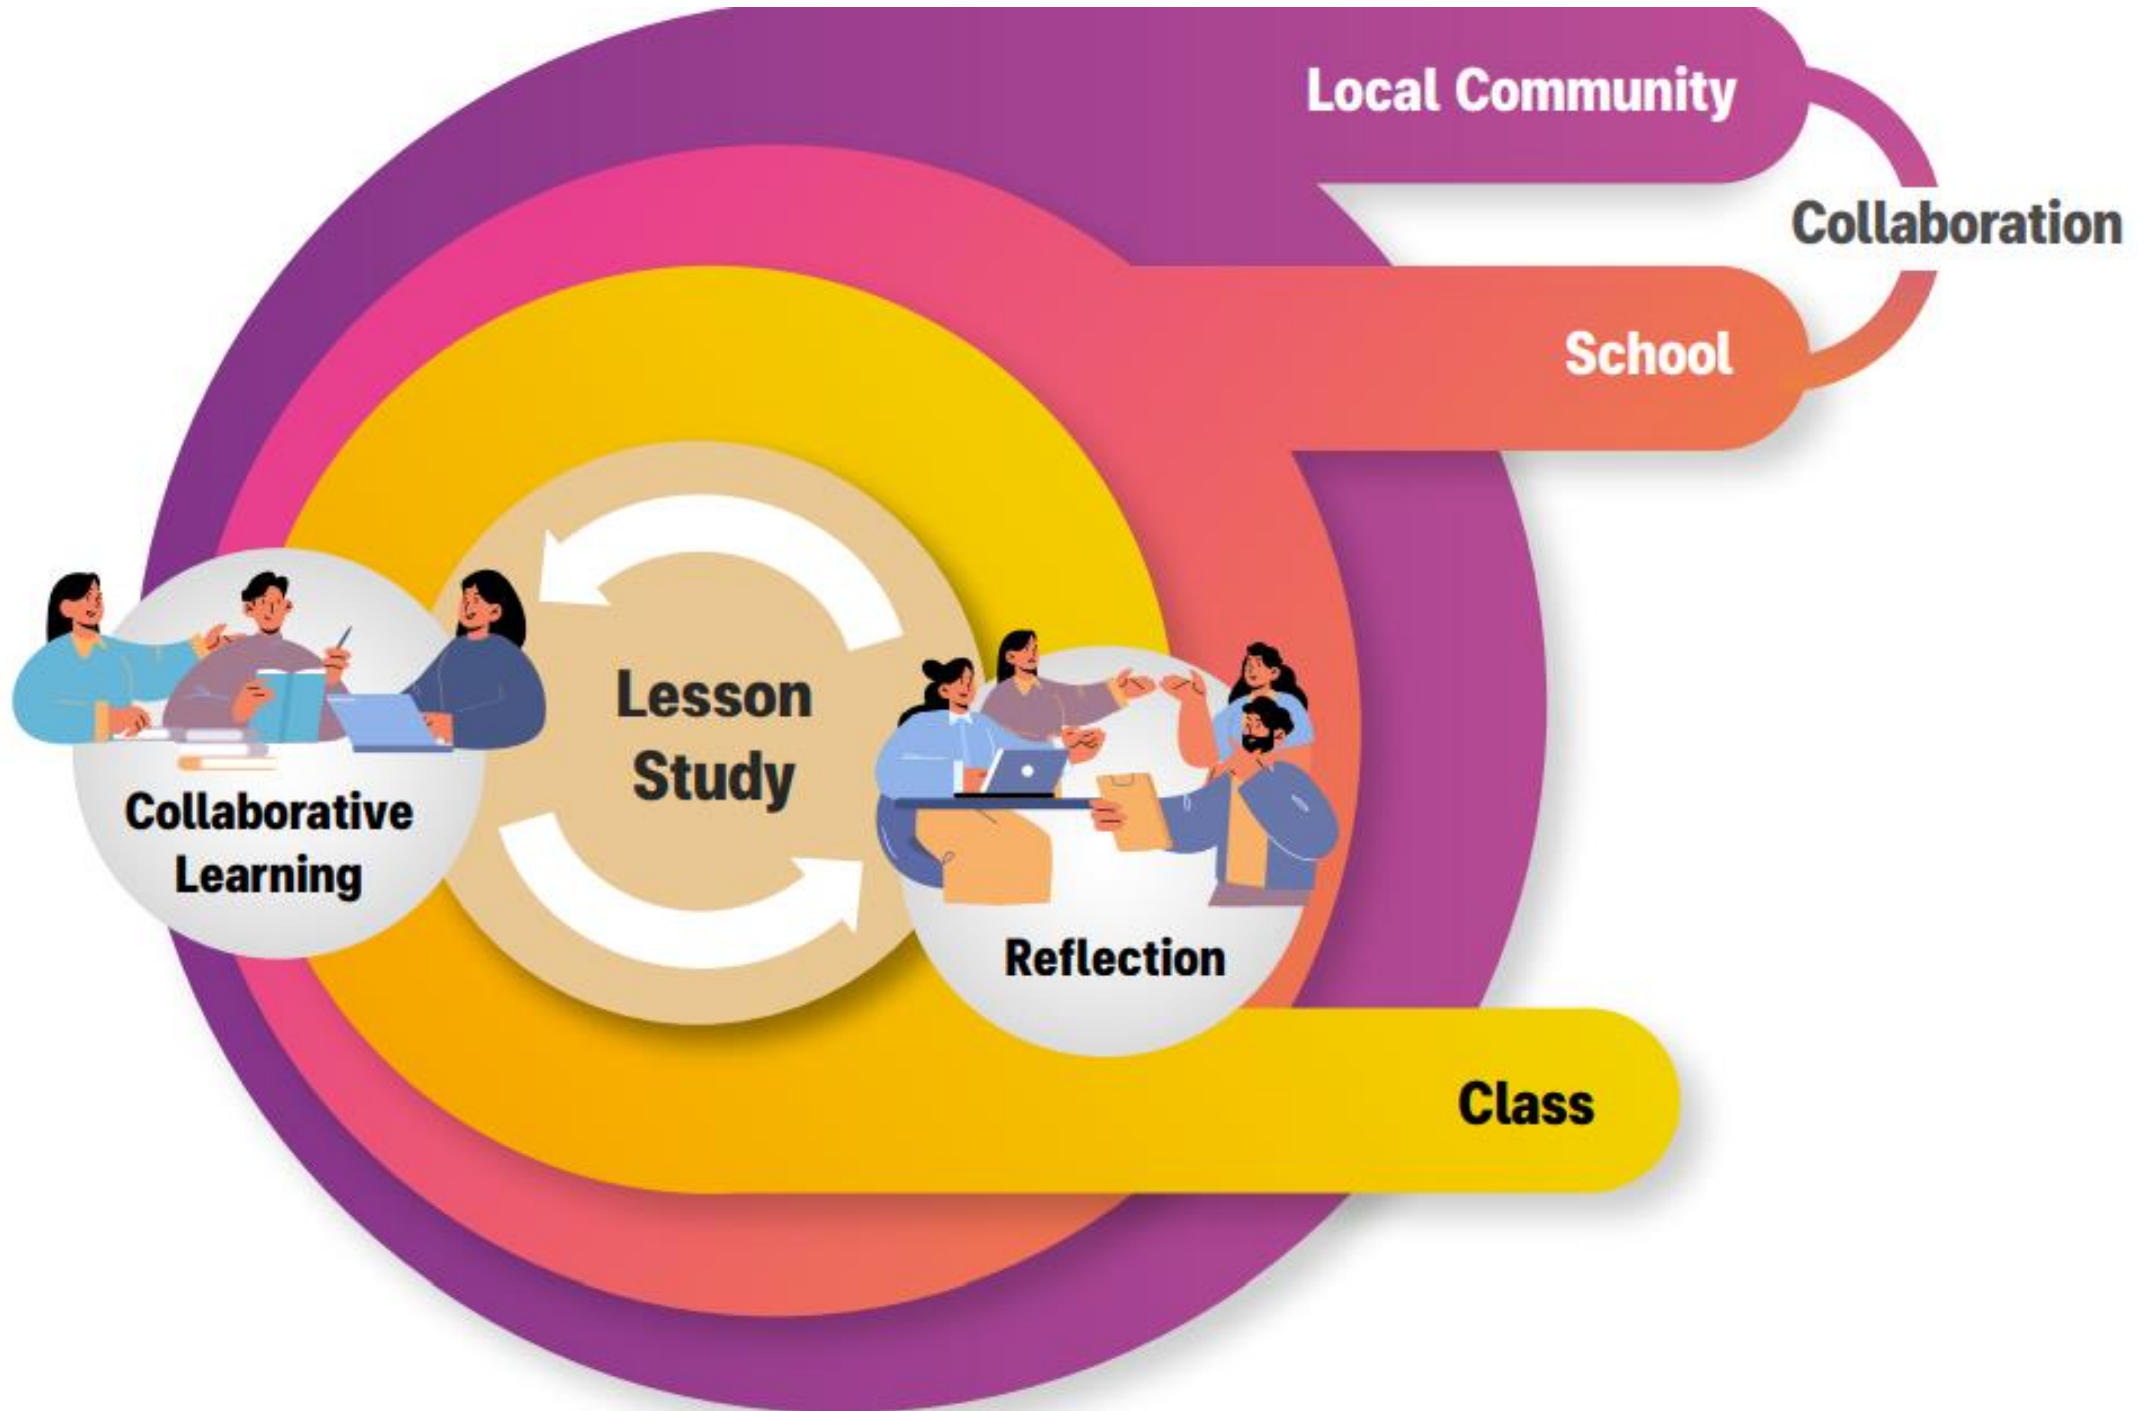 Local Community
Collaboration
School
Lesson
Study
Collaborative
Learning
Reflection
Class